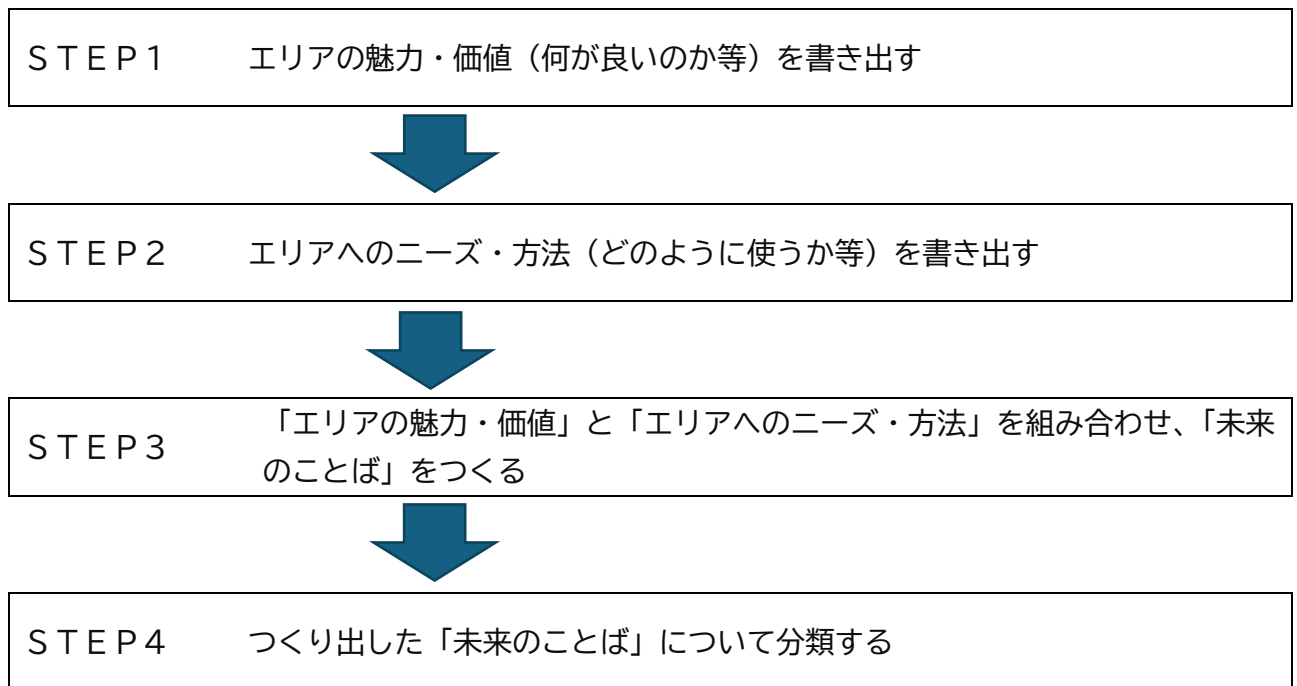 ＳＴＥＰ１　エリアの魅力・価値（何が良いのか等）を書き出す
ＳＴＥＰ２　エリアへのニーズ・方法（どのように使うか等）を書き出す
ＳＴＥＰ３　「エリアの魅力・価値」と「エリアへのニーズ・方法」を組み合わせ、「未来
のことば」をつくる
ＳＴＥＰ４　つくり出した「未来のことば」について分類する